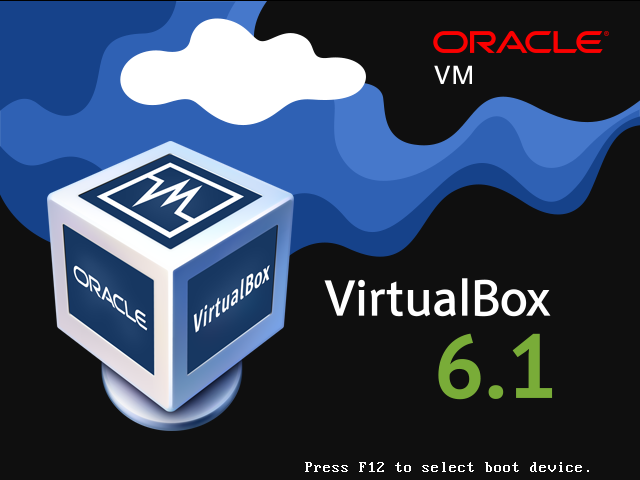 ORACLE®
VM
ORACLE
VirtualBox
VirtualBox
6.1
Press F12 to select boot device.